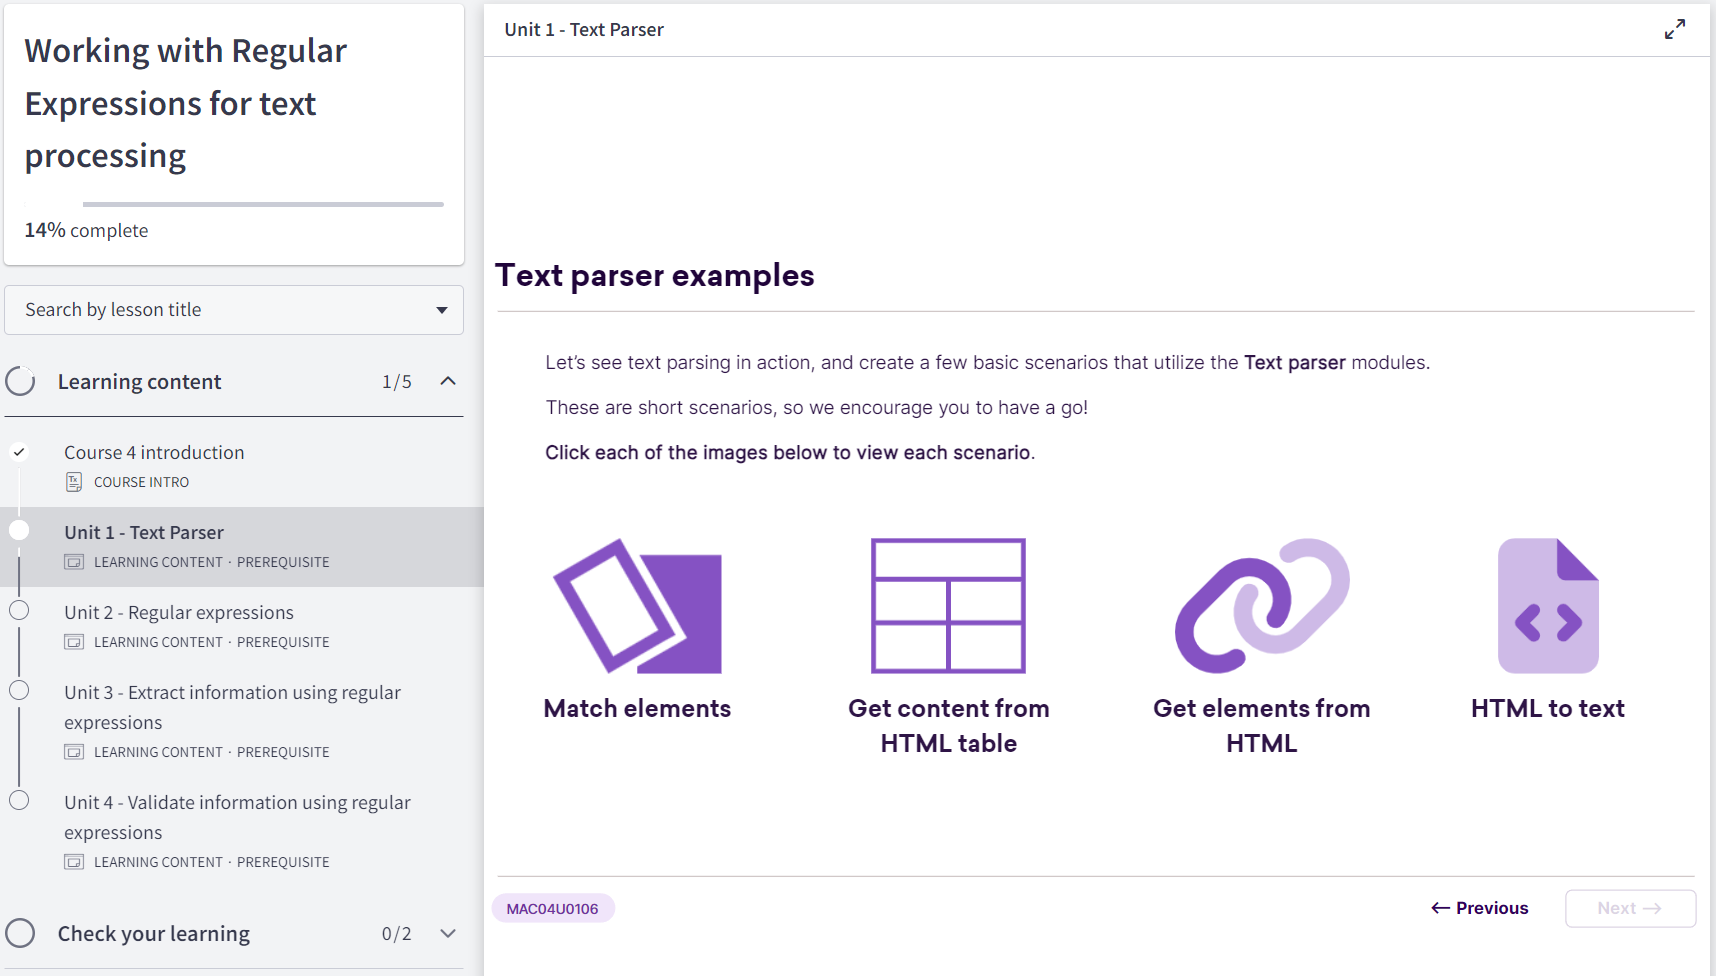 Working with Regular
Expressions for text
processing
14% complete
Search by lesson title
Learning content 1/5
Course 4 introduction
COURSE INTRO
Unit 1 - Text Parser
LEARNING CONTENT · PREREQUISITE
Unit 2 - Regular expressions
LEARNING CONTENT · PREREQUISITE
Unit 3 - Extract information using regular
expressions
LEARNING CONTENT · PREREQUISITE
Unit 4 - Validate information using regular
expressions
LEARNING CONTENT · PREREQUISITE
Check your learning 0/2
Unit 1 - Text Parser
Text parser examples
Let’s see text parsing in action, and create a few basic scenarios that utilize the Text parser modules.
These are short scenarios, so we encourage you to have a go!
Click each of the images below to view each scenario.
Match elements
Get content from
HTML table
Get elements from
HTML
HTML to text
MAC04U0106
← Previous
Next →